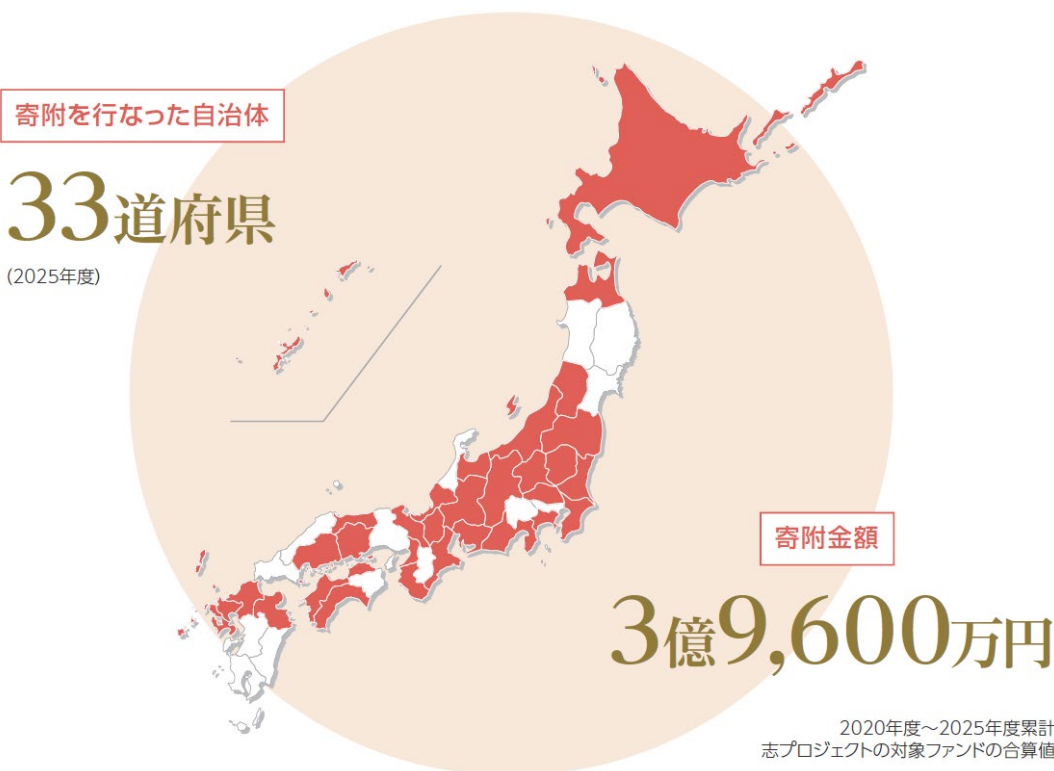 寄附を行なった自治体
33道府県
(2025年度)
寄附金額
3億9,600万円
2020年度～2025年度累計
志プロジェクトの対象ファンドの合算値